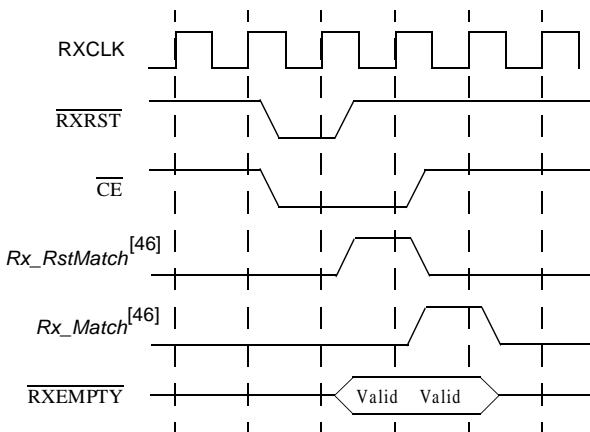 RXCLK
RXRST
CE
Rx_RstMatch[46]
Rx_Match[46]
RXEMPTY Valid Valid